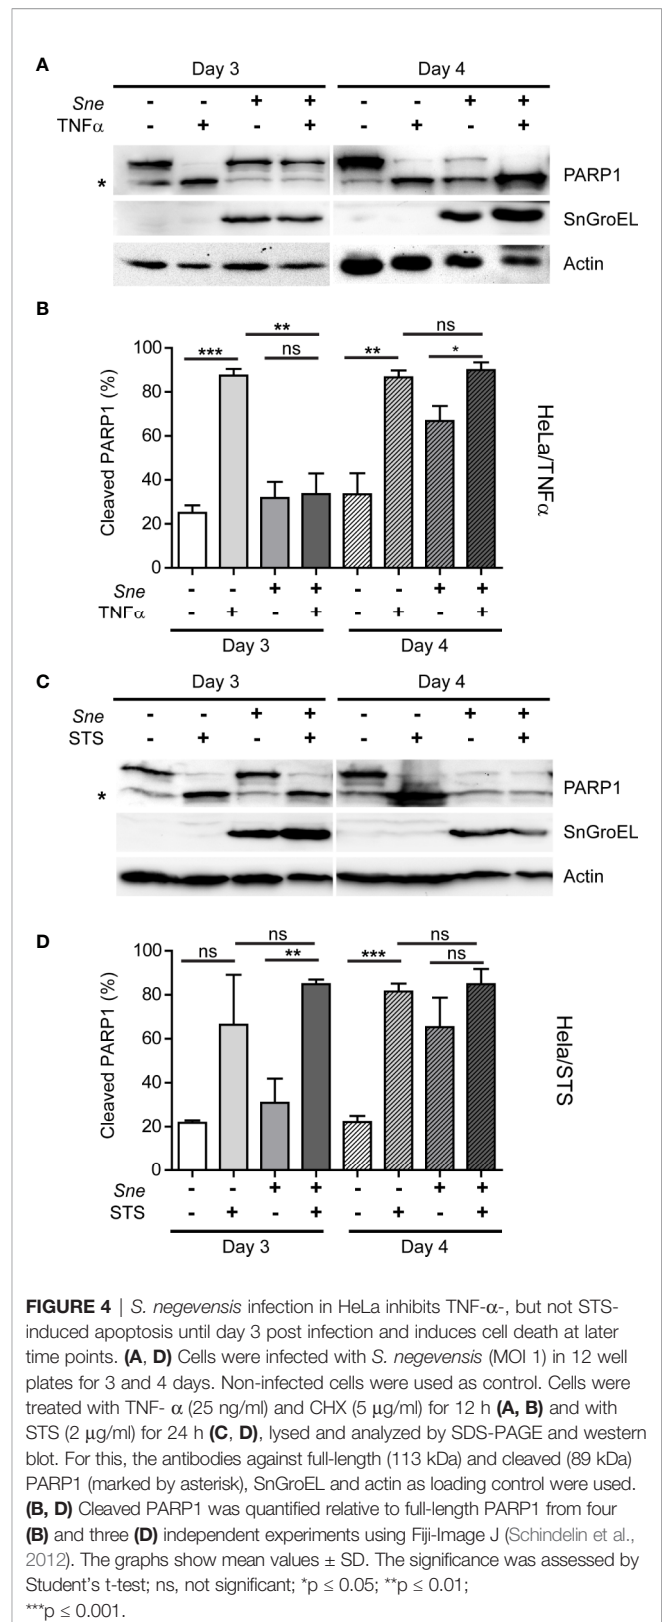 A
Day 3 Day 4
Sne - - + + - - + +
TNFα - + - + - + - +
* PARP1
SnGroEL
Actin
B
** ns
*** ns ** *
100
80
60
40
20
0
Cleaved PARP1 (%)
HeLa/TNFα
Sne - - + + - - + +
TNFα - + - + - + - +
Day 3 Day 4
C
Day 3 Day 4
Sne - - + + - - + +
STS - + - + - + - +
* PARP1
SnGroEL
Actin
D
ns ns
ns ** *** ns
100
80
60
40
20
0
Cleaved PARP1 (%)
Hela/STS
Sne - - + + - - + +
STS - + - + - + - +
Day 3 Day 4
FIGURE 4 | S. negevensis infection in HeLa inhibits TNF-α-, but not STS-
induced apoptosis until day 3 post infection and induces cell death at later
time points. (A, D) Cells were infected with S. negevensis (MOI 1) in 12 well
plates for 3 and 4 days. Non-infected cells were used as control. Cells were
treated with TNF- α (25 ng/ml) and CHX (5 μg/ml) for 12 h (A, B) and with
STS (2 μg/ml) for 24 h (C, D), lysed and analyzed by SDS-PAGE and western
blot. For this, the antibodies against full-length (113 kDa) and cleaved (89 kDa)
PARP1 (marked by asterisk), SnGroEL and actin as loading control were used.
(B, D) Cleaved PARP1 was quantified relative to full-length PARP1 from four
(B) and three (D) independent experiments using Fiji-Image J (Schindelin et al.,
2012). The graphs show mean values ± SD. The significance was assessed by
Student's t-test; ns, not significant; *p ≤ 0.05; **p ≤ 0.01;
***p ≤ 0.001.